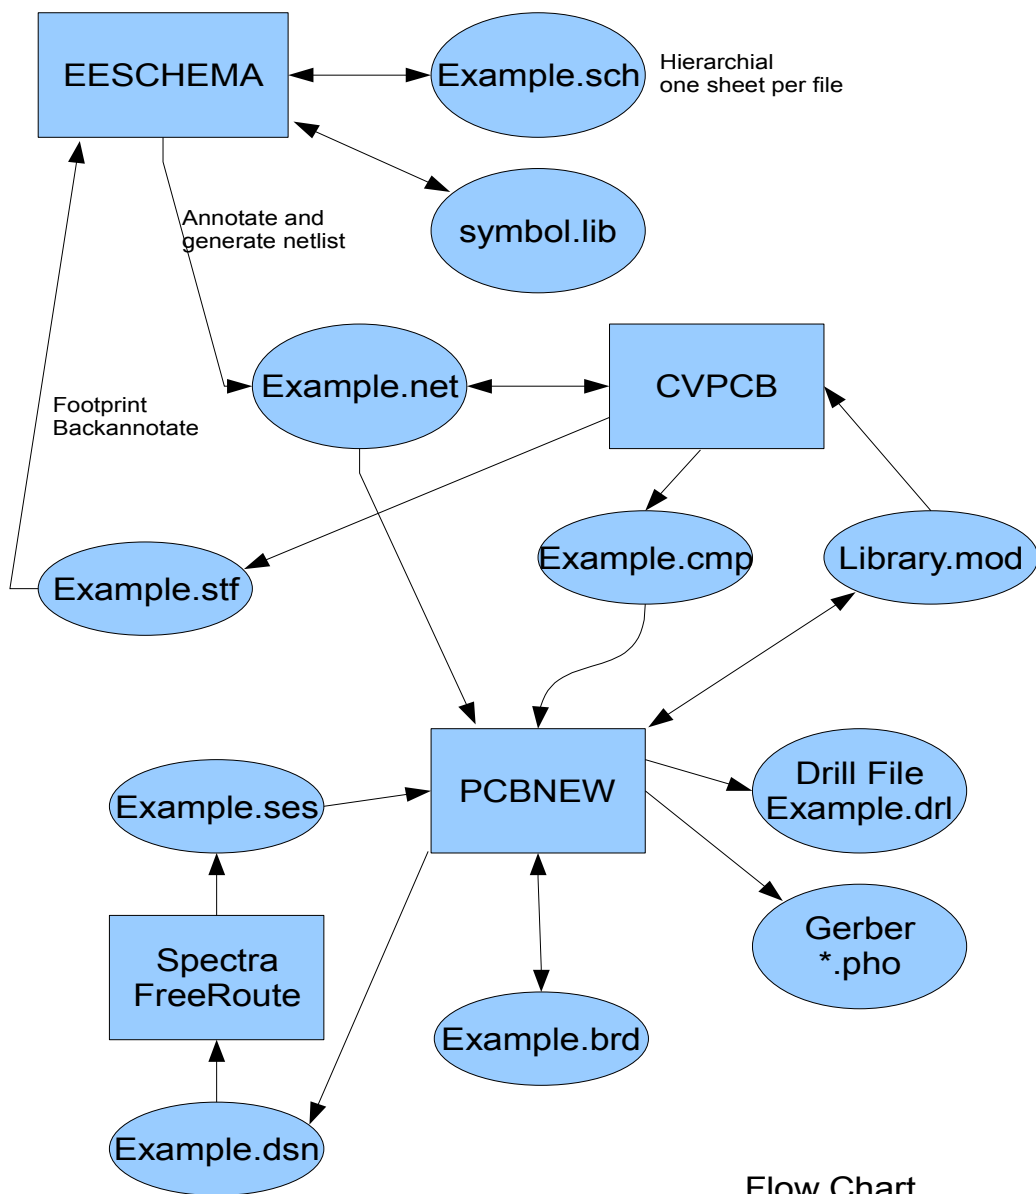 EESCHEMA
Example.sch
Hierarchial
one sheet per file
symbol.lib
Annotate and
generate netlist
Example.net
CVPCB
Footprint
Backannotate
Example.stf
Example.cmp
Library.mod
Example.ses
PCBNEW
Drill File
Example.drl
Spectra
FreeRoute
Gerber
*.pho
Example.brd
Example.dsn
Flow Chart